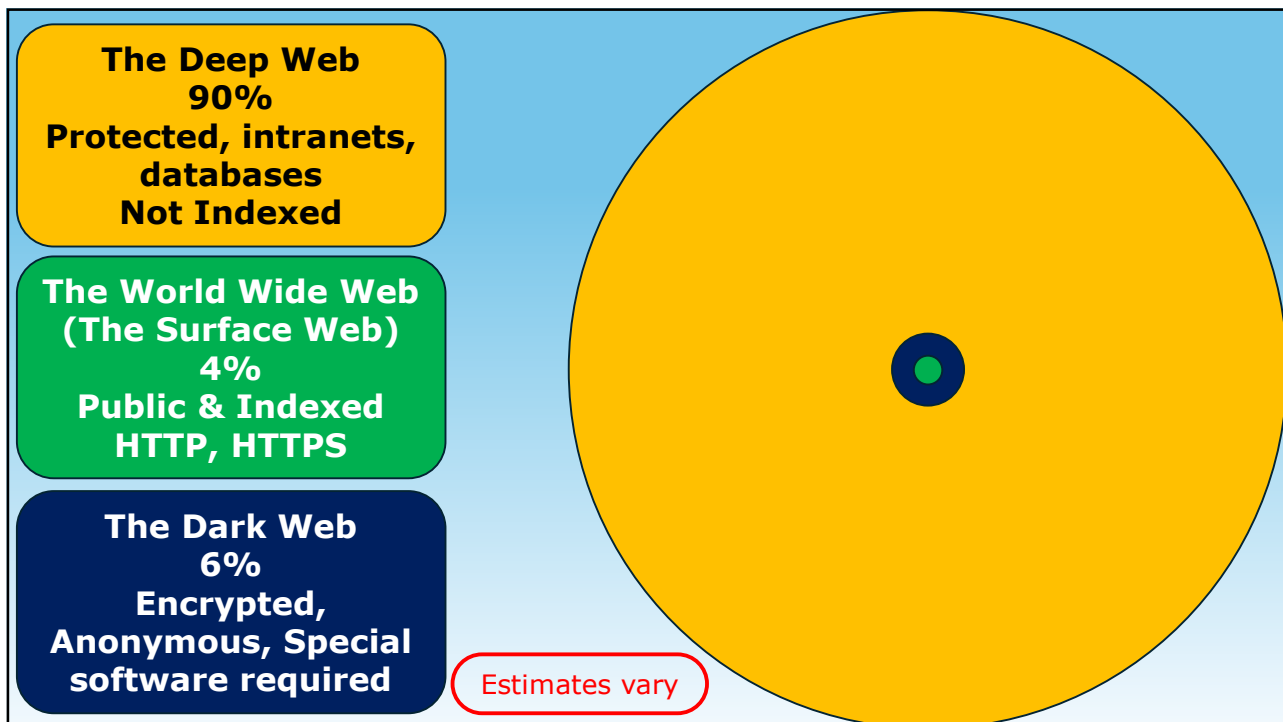 The Deep Web
90%
Protected, intranets,
databases
Not Indexed
The World Wide Web
(The Surface Web)
4%
Public & Indexed
HTTP, HTTPS
The Dark Web
6%
Encrypted,
Anonymous, Special
software required
Estimates vary